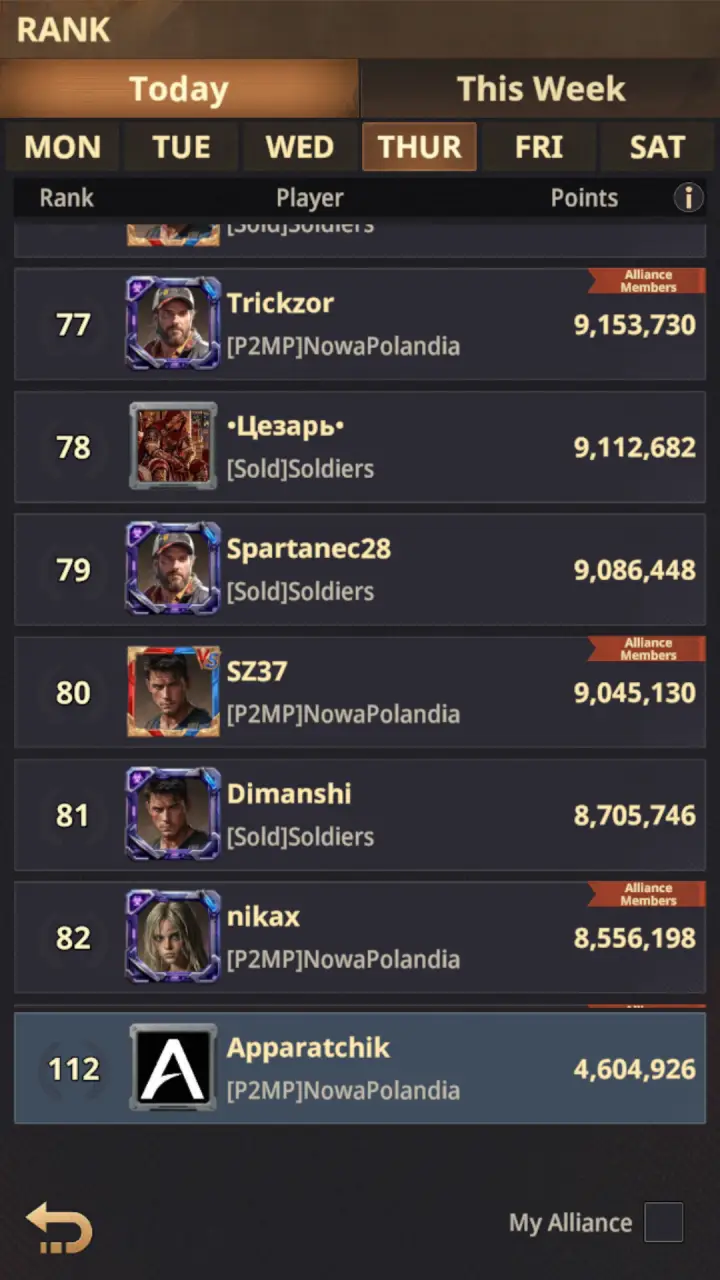 RANK
Today
This Week
MON
TUE
WED
THUR
FRI
SAT
Rank
Player
Points
i
[Sold]Soldiers
77
Trickzor
[P2MP]NowaPolandia
Alliance
Members
9,153,730
78
•Цезарь•
[Sold]Soldiers
9,112,682
79
Spartanec28
[Sold]Soldiers
9,086,448
80
VS
SZ37
[P2MP]NowaPolandia
Alliance
Members
9,045,130
81
Dimanshi
[Sold]Soldiers
8,705,746
82
nikax
[P2MP]NowaPolandia
Alliance
Members
8,556,198
112
Apparatchik
[P2MP]NowaPolandia
4,604,926
My Alliance